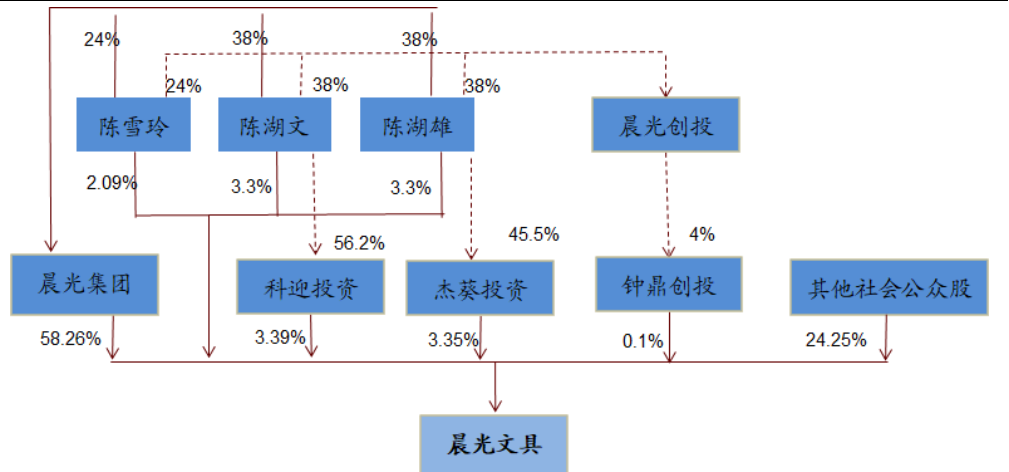 24%
38%
38%
24%
38%
38%
陈雪玲
陈湖文
陈湖雄
晨光创投
2.09%
3.3%
3.3%
56.2%
45.5%
4%
晨光集团
科迎投资
杰葵投资
钟鼎创投
其他社会公众股
58.26%
3.39%
3.35%
0.1%
24.25%
晨光文具